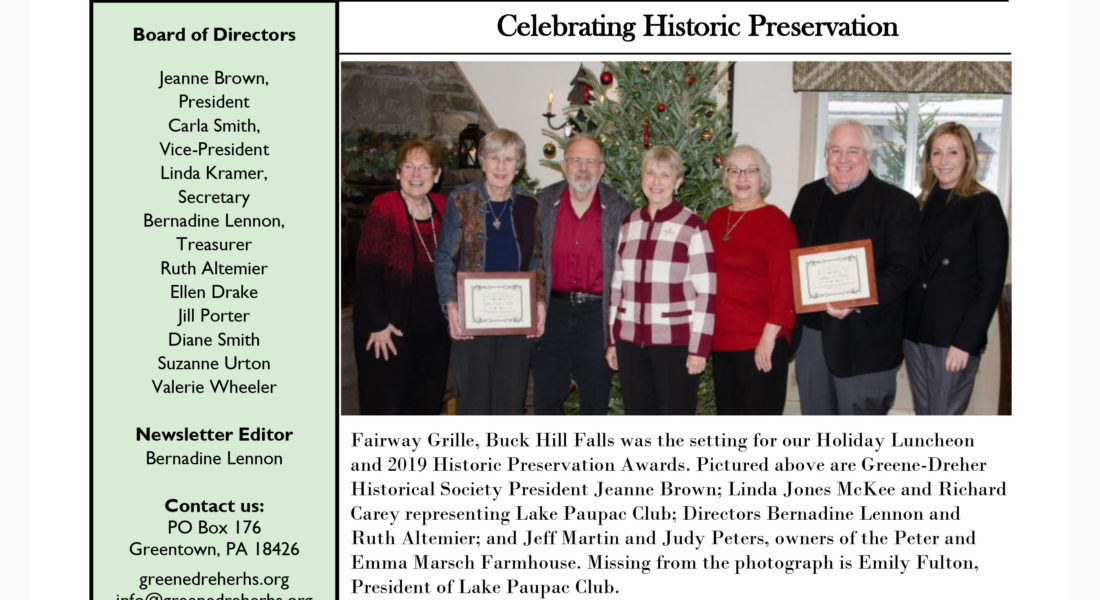 Board of Directors
Jeanne Brown,
President
Carla Smith,
Vice-President
Linda Kramer,
Secretary
Bernadine Lennon,
Treasurer
Ruth Altemier
Ellen Drake
Jill Porter
Diane Smith
Suzanne Urton
Valerie Wheeler
Newsletter Editor
Bernadine Lennon
Contact us:
PO Box 176
Greentown, PA 18426
greenedreherhs.org
info@greenedreherhs.org
Celebrating Historic Preservation
Fairway Grille, Buck Hill Falls was the setting for our Holiday Luncheon
and 2019 Historic Preservation Awards. Pictured above are Greene-Dreher
Historical Society President Jeanne Brown; Linda Jones McKee and Richard
Carey representing Lake Paupac Club; Directors Bernadine Lennon and
Ruth Altemier; and Jeff Martin and Judy Peters, owners of the Peter and
Emma Marsch Farmhouse. Missing from the photograph is Emily Fulton,
President of Lake Paupac Club.